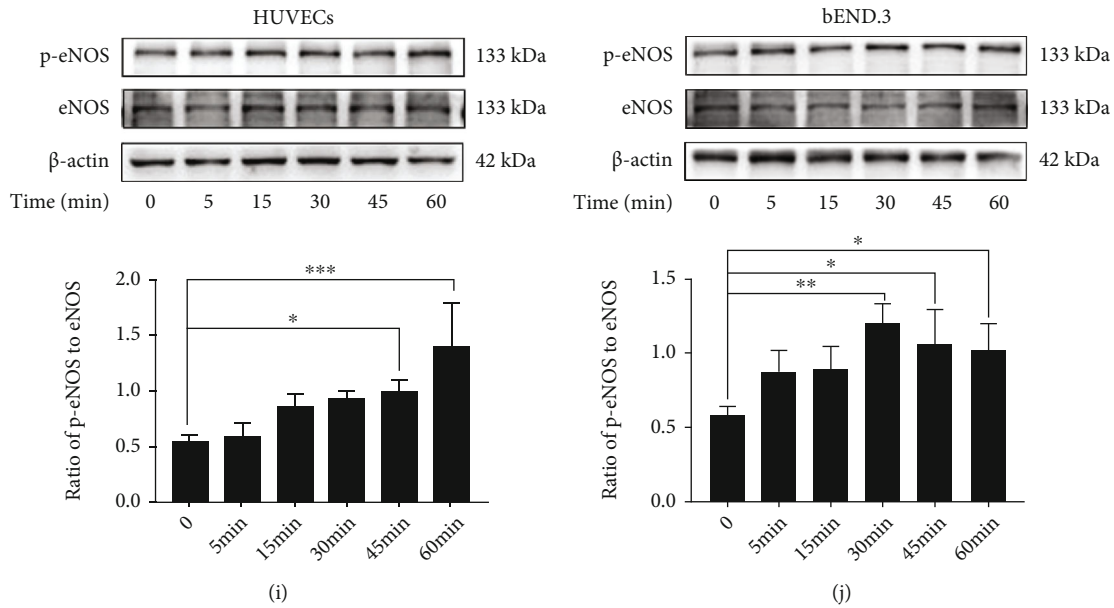 HUVECs
p-eNOS 133 kDa
eNOS 133 kDa
β-actin 42 kDa
Time (min) 0 5 15 30 45 60
Ratio of p-eNOS to eNOS
2.0
1.5
1.0
0.5
0.0
***
*
0 5min 15min 30min 45min 60min
(i)
bEND.3
p-eNOS 133 kDa
eNOS 133 kDa
β-actin 42 kDa
Time (min) 0 5 15 30 45 60
Ratio of p-eNOS to eNOS
1.5
1.0
0.5
0.0
*
*
**
0 5min 15min 30min 45min 60min
(j)